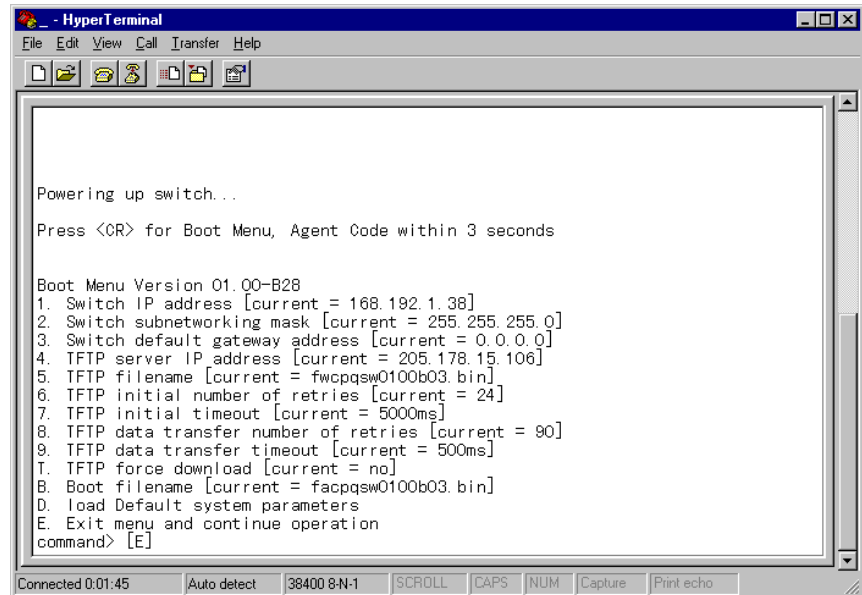 _ - HyperTerminal
File Edit View Call Transfer Help
Powering up switch...
Press <CR> for Boot Menu, Agent Code within 3 seconds
Boot Menu Version 01.00-B28
1. Switch IP address [current = 168.192.1.38]
2. Switch subnetworking mask [current = 255.255.255.0]
3. Switch default gateway address [current = 0.0.0.0]
4. TFTP server IP address [current = 205.178.15.106]
5. TFTP filename [current = fwcpqsw0100b03.bin]
6. TFTP initial number of retries [current = 24]
7. TFTP initial timeout [current = 5000ms]
8. TFTP data transfer number of retries [current = 90]
9. TFTP data transfer timeout [current = 500ms]
T. TFTP force download [current = no]
B. Boot filename [current = facpqsw0100b03.bin]
D. load Default system parameters
E. Exit menu and continue operation
command> [E]
Connected 0:01:45 Auto detect 38400 8-N-1 SCROLL CAPS NUM Capture Print echo